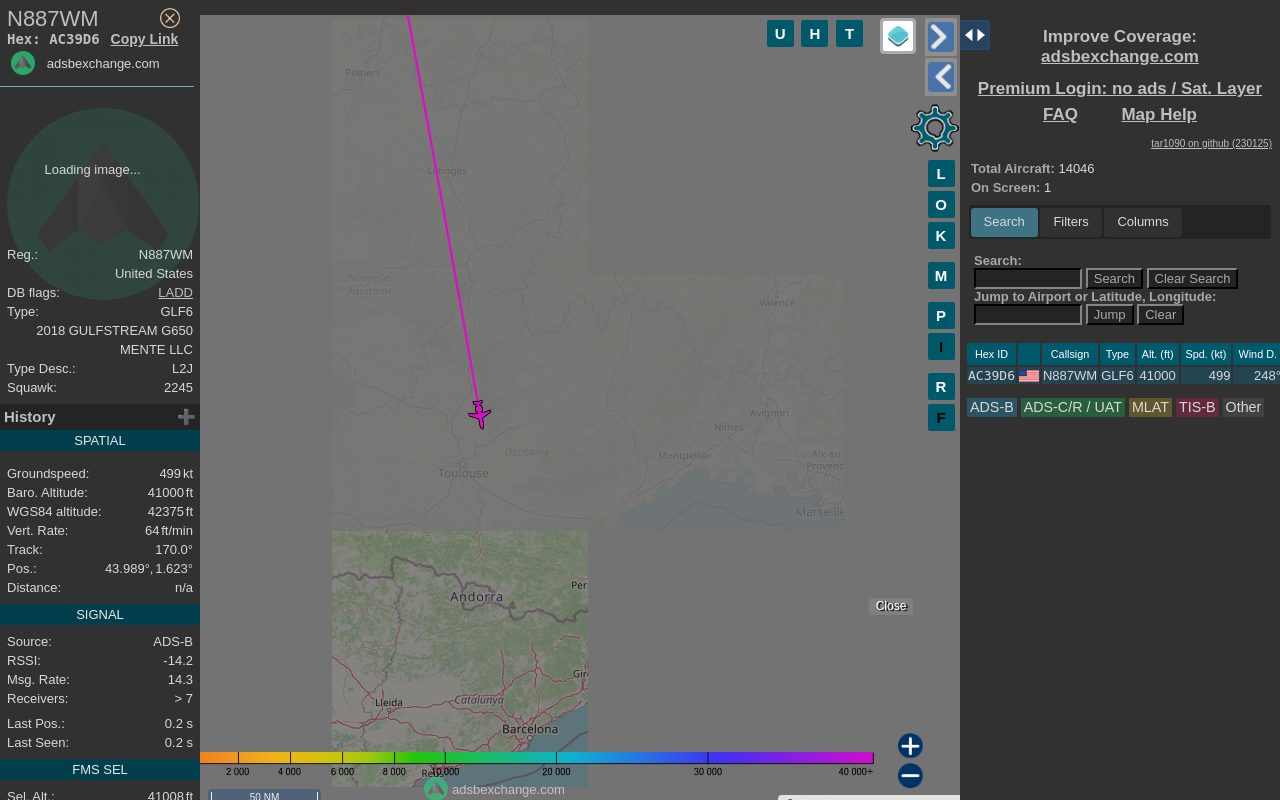 N887WM
Hex: AC39D6 Copy Link
adsbexchange.com
Loading image...
Reg.: N887WM
United States
DB flags: LADD
Type: GLF6
2018 GULFSTREAM G650
MENTE LLC
Type Desc.: L2J
Squawk: 2245
History
SPATIAL
Groundspeed: 499 kt
Baro. Altitude: 41000 ft
WGS84 altitude: 42375 ft
Vert. Rate: 64 ft/min
Track: 170.0°
Pos.: 43.989°, 1.623°
Distance: n/a
SIGNAL
Source: ADS-B
RSSI: -14.2
Msg. Rate: 14.3
Receivers: > 7
Last Pos.: 0.2 s
Last Seen: 0.2 s
FMS SEL
Sel. Alt.: 41008 ft
U H T
L
O
K
M
P
I
R
F
Poitiers
Limoges
Nouvelle-
Aquitaine
Valence
Avignon
Nîmes
Occitanie
Montpellier
Aix-en-
Provenc
Toulouse
Marseille
Andorra
Per
Close
Giro
Lleida
Catalunya
Barcelona
2 000 4 000 6 000 8 000 10 000 20 000 30 000 40 000+
adsbexchange.com
50 NM
Improve Coverage:
adsbexchange.com
Premium Login: no ads / Sat. Layer
FAQ Map Help
tar1090 on github (230125)
Total Aircraft: 14046
On Screen: 1
Search Filters Columns
Search:
Search Clear Search
Jump to Airport or Latitude, Longitude:
Jump Clear
Hex ID Callsign Type Alt. (ft) Spd. (kt) Wind D.
AC39D6 N887WM GLF6 41000 499 248°
ADS-B ADS-C/R / UAT MLAT TIS-B Other